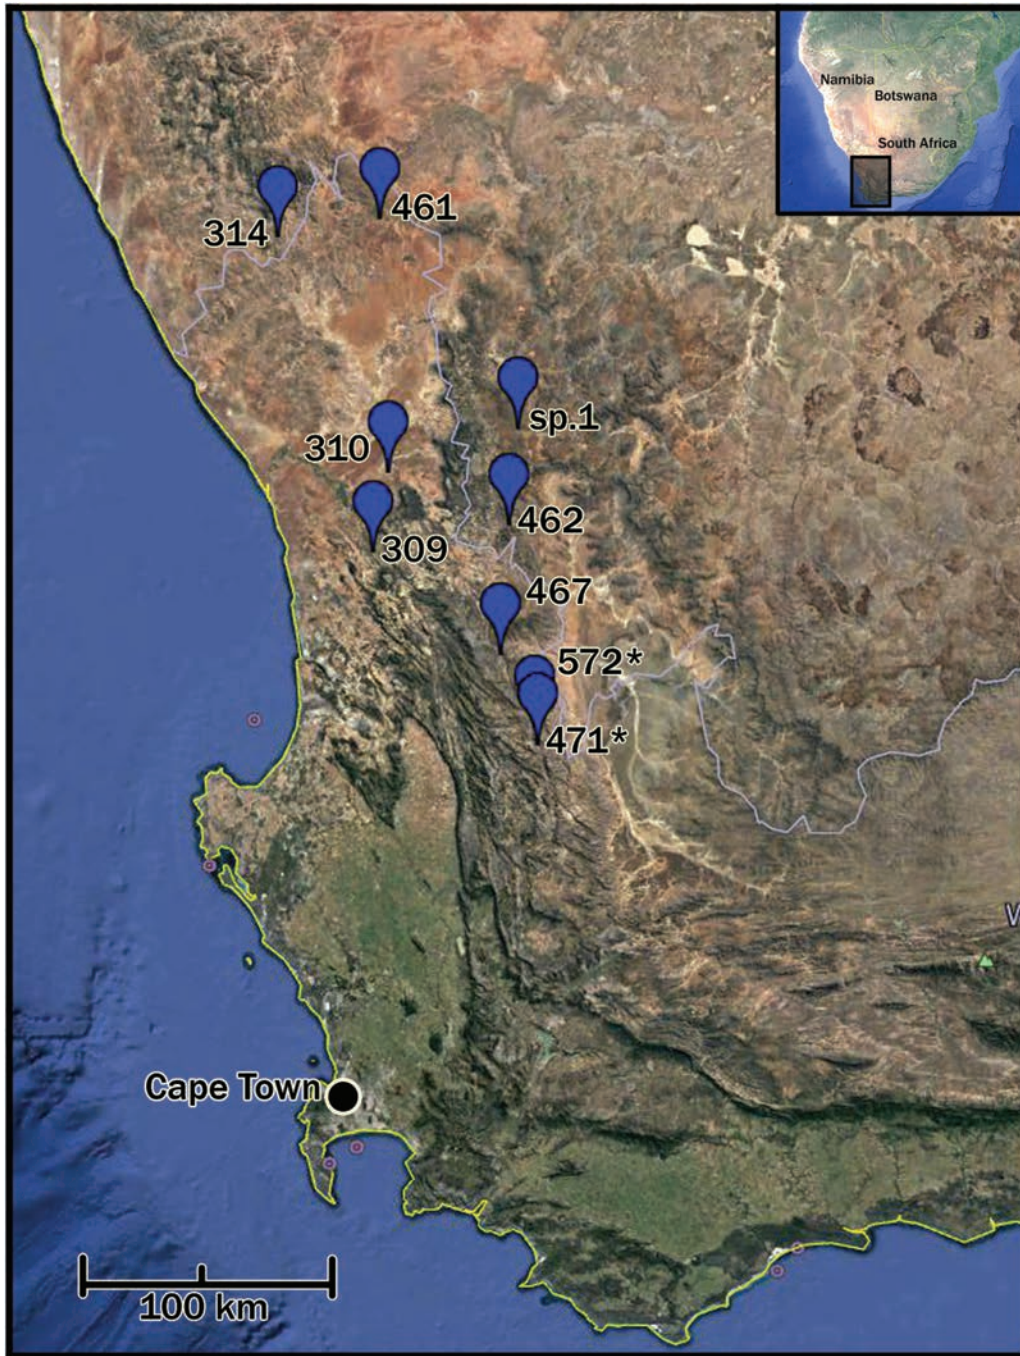 Namibia
Botswana
South Africa
314
461
sp.1
310
462
309
467
572*
471*
W
Cape Town
100 km